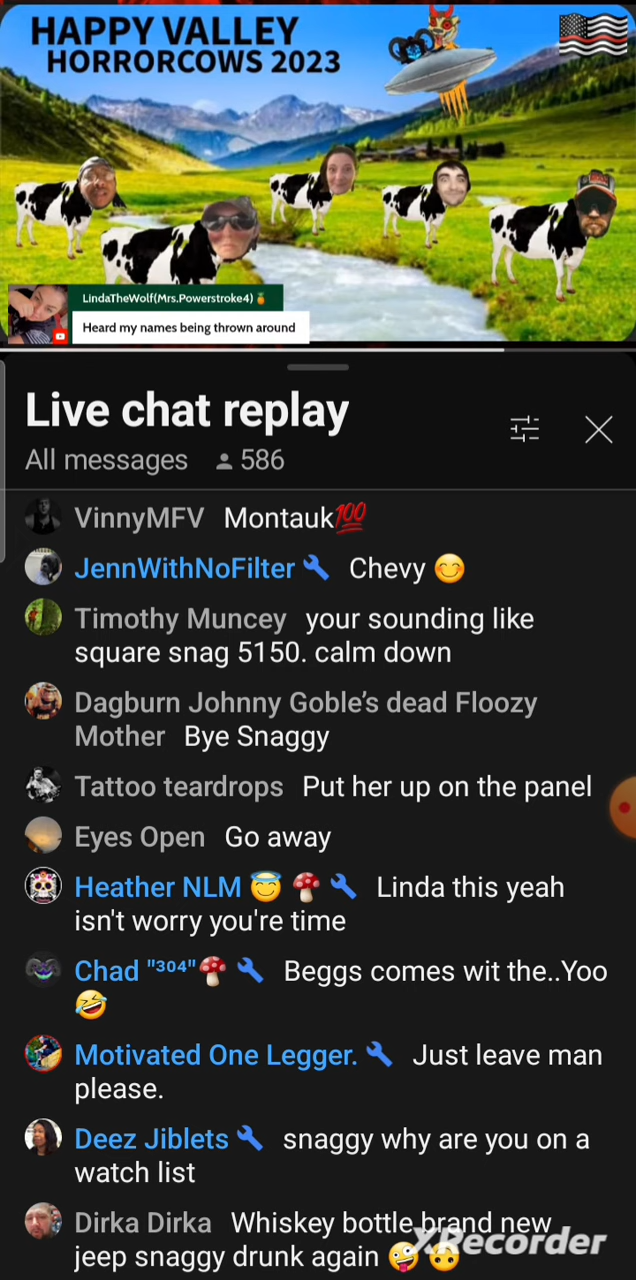 HAPPY VALLEY
HORRORCOWS 2023
LindaTheWolf(Mrs.Powerstroke4)🍍
Heard my names being thrown around
Live chat replay
All messages 586
VinnyMFV Montauk💯
JennWithNoFilter🔧 Chevy 😊
Timothy Muncey your sounding like
square snag 5150. calm down
Dagburn Johnny Goble’s dead Floozy
Mother Bye Snaggy
Tattoo teardrops Put her up on the panel
Eyes Open Go away
Heather NLM 😇 🍄 🔧 Linda this yeah
isn't worry you're time
Chad "³⁰⁴"🍄 🔧 Beggs comes wit the..Yoo
🤣
Motivated One Legger. 🔧 Just leave man
please.
Deez Jiblets 🔧 snaggy why are you on a
watch list
Dirka Dirka Whiskey bottle brand new
jeep snaggy drunk again 🤪
XRecorder